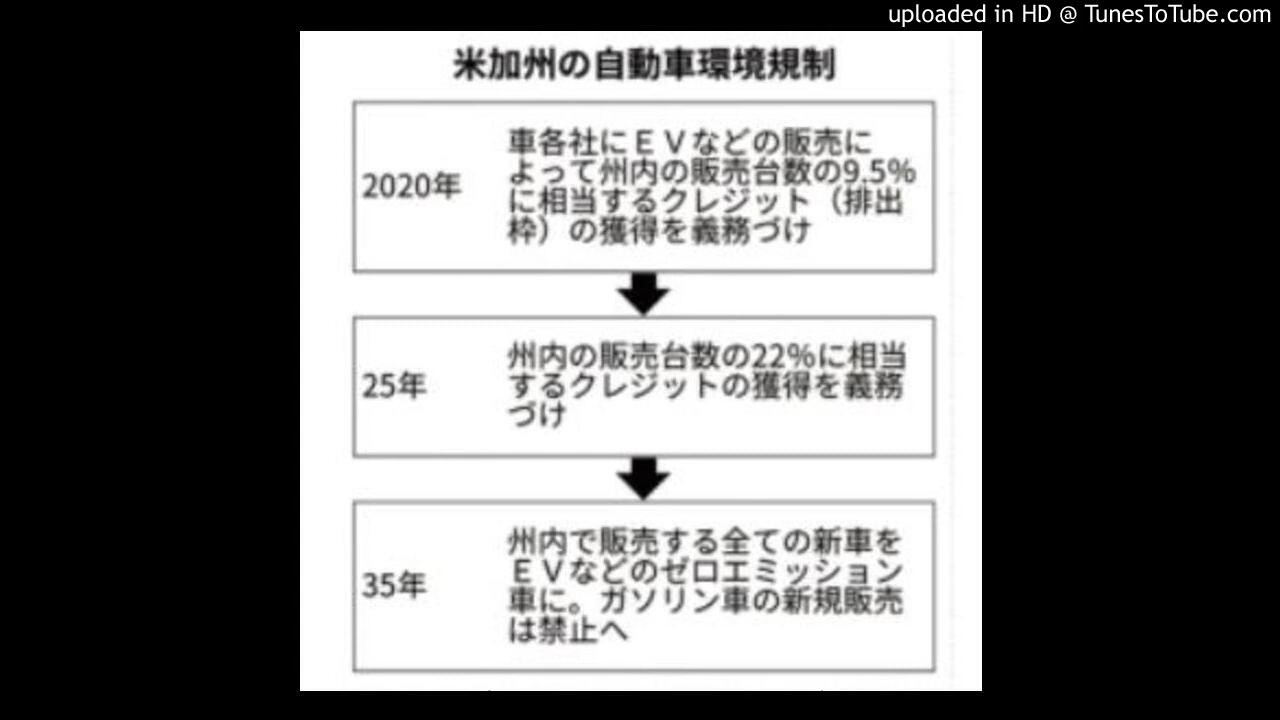 uploaded in HD @ TunesToTube.com
米加州の自動車環境規制
2020年
車各社にＥＶなどの販売に
よって州内の販売台数の9.5%
に相当するクレジット（排出
枠）の獲得を義務づけ
25年
州内の販売台数の22%に相当
するクレジットの獲得を義務
づけ
35年
州内で販売する全ての新車を
ＥＶなどのゼロエミッション
車に。ガソリン車の新規販売
は禁止へ